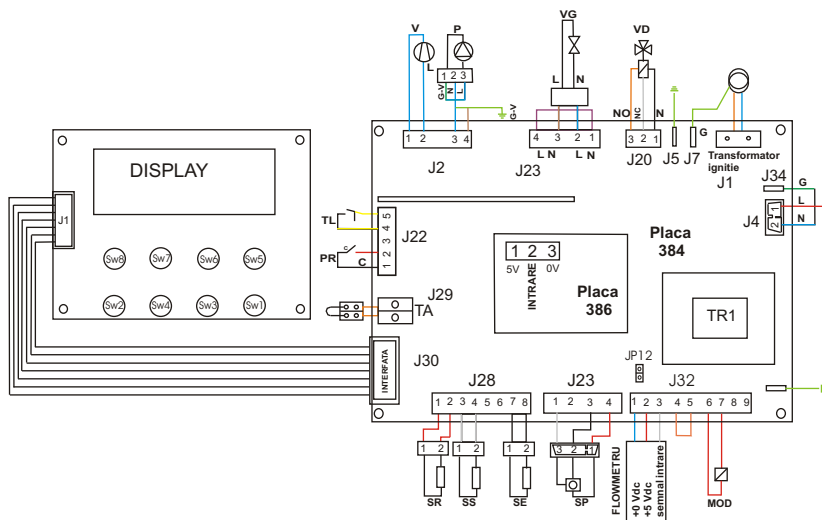 V
P
L
1 2 3
G-V
N
L
G-V
VG
L N
VD
NO
NC
N
G
1 2 3 4
J2
4 3 2 1
L N L N
J23
3 2 1
J20
J5
J7
Transformator
ignitie
J1
J34
G
J4
1
2
L
N
DISPLAY
J1
Sw8
Sw7
Sw6
Sw5
Sw2
Sw4
Sw3
Sw1
TL
PR
c
C
5
4
3
2
1
J22
J29
TA
J30
INTERFATA
1 2 3
5V 0V
INTRARE
Placa
386
Placa
384
TR1
JP12
J28
1 2 3 4 5 6 7 8
J23
1 2 3 4
J32
1 2 3 4 5 6 7 8 9
1 2
SR
1 2
SS
1 2
SE
3 2 1
SP
FLOWMETRU
+0 Vdc
+5 Vdc
semnal intrare
MOD